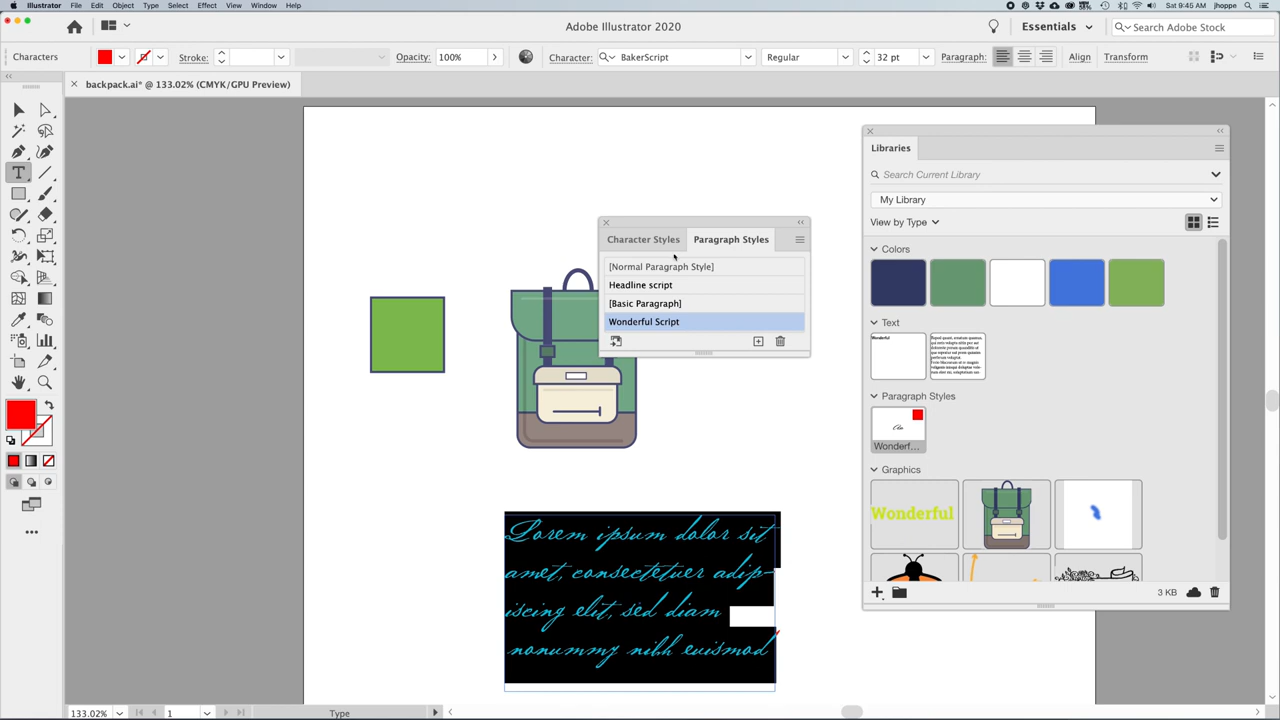 Illustrator File Edit Object Type Select Effect View Window Help
Sat 9:45 AM jhoppe
Adobe Illustrator 2020
Essentials
Search Adobe Stock
Characters
Stroke:
Opacity: 100%
Character: BakerScript
Regular
32 pt
Paragraph:
Align
Transform
backpack.ai* @ 133.02% (CMYK/GPU Preview)
Libraries
Search Current Library
My Library
View by Type
Colors
Text
Wonderful
Paragraph Styles
Wonderf...
Graphics
Wonderful
3 KB
Character Styles Paragraph Styles
[Normal Paragraph Style]
Headline script
[Basic Paragraph]
Wonderful Script
Lorem ipsum dolor sit
amet, consectetuer adip-
iscing elit, sed diam
nonummy nibh euismod
133.02% 1 Type